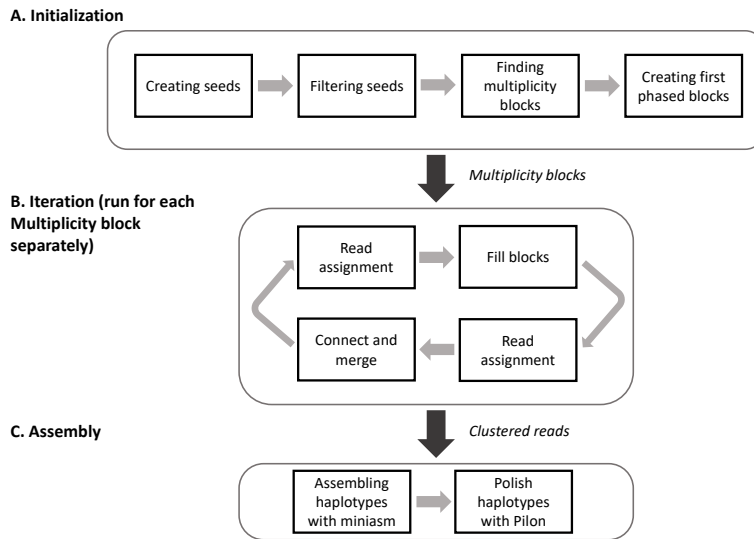 A. Initialization
Creating seeds
Filtering seeds
Finding
multiplicity
blocks
Creating first
phased blocks
Multiplicity blocks
B. Iteration (run for each
Multiplicity block
separately)
Read
assignment
Fill blocks
Connect and
merge
Read
assignment
C. Assembly
Clustered reads
Assembling
haplotypes
with miniasm
Polish
haplotypes
with Pilon